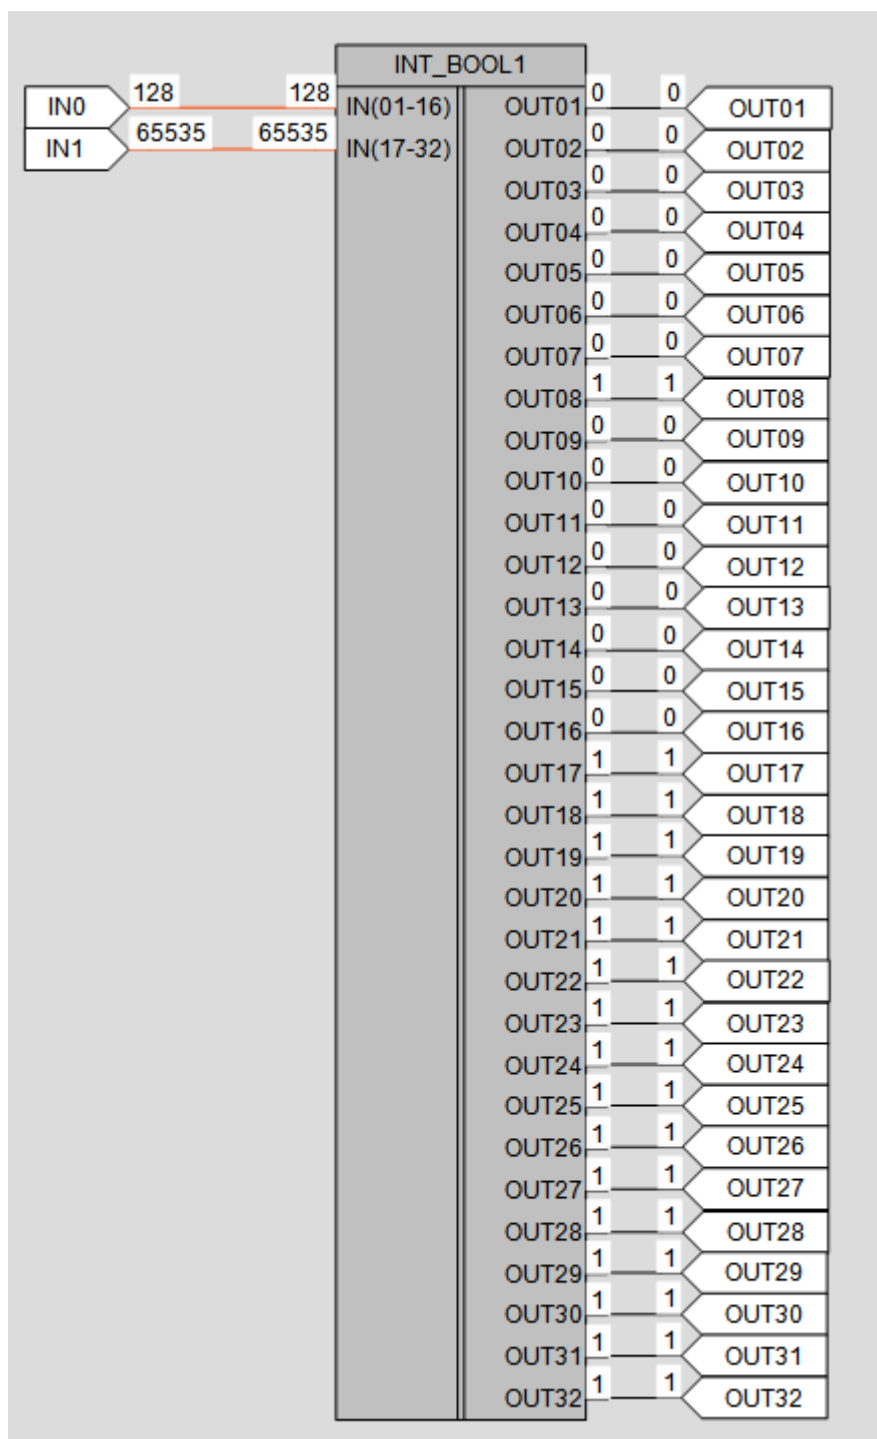 INT_BOOL1
IN0 128 128 IN(01-16) OUT01 0 0 OUT01
IN1 65535 65535 IN(17-32) OUT02 0 0 OUT02
OUT03 0 0 OUT03
OUT04 0 0 OUT04
OUT05 0 0 OUT05
OUT06 0 0 OUT06
OUT07 0 0 OUT07
OUT08 1 1 OUT08
OUT09 0 0 OUT09
OUT10 0 0 OUT10
OUT11 0 0 OUT11
OUT12 0 0 OUT12
OUT13 0 0 OUT13
OUT14 0 0 OUT14
OUT15 0 0 OUT15
OUT16 0 0 OUT16
OUT17 1 1 OUT17
OUT18 1 1 OUT18
OUT19 1 1 OUT19
OUT20 1 1 OUT20
OUT21 1 1 OUT21
OUT22 1 1 OUT22
OUT23 1 1 OUT23
OUT24 1 1 OUT24
OUT25 1 1 OUT25
OUT26 1 1 OUT26
OUT27 1 1 OUT27
OUT28 1 1 OUT28
OUT29 1 1 OUT29
OUT30 1 1 OUT30
OUT31 1 1 OUT31
OUT32 1 1 OUT32